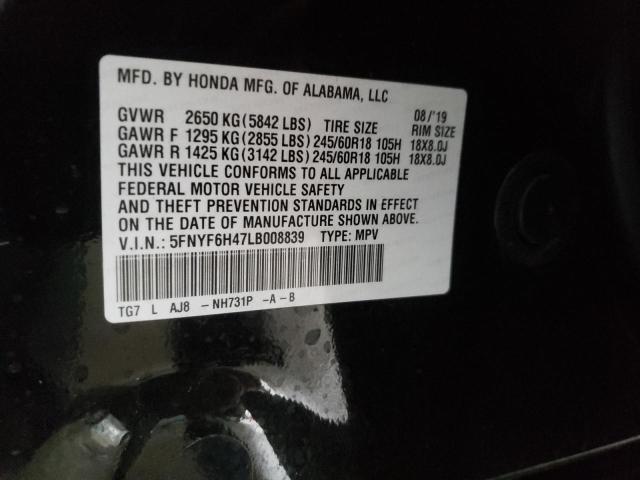 MFD. BY HONDA MFG. OF ALABAMA, LLC
08/'19
GVWR 2650 KG(5842 LBS) TIRE SIZE RIM SIZE
GAWR F 1295 KG(2855 LBS) 245/60R18 105H 18X8.0J
GAWR R 1425 KG(3142 LBS) 245/60R18 105H 18X8.0J
THIS VEHICLE CONFORMS TO ALL APPLICABLE
FEDERAL MOTOR VEHICLE SAFETY
AND THEFT PREVENTION STANDARDS IN EFFECT
ON THE DATE OF MANUFACTURE SHOWN ABOVE.
V.I.N.: 5FNYF6H47LB008839 TYPE: MPV
TG7 L AJ8 -NH731P -A-B